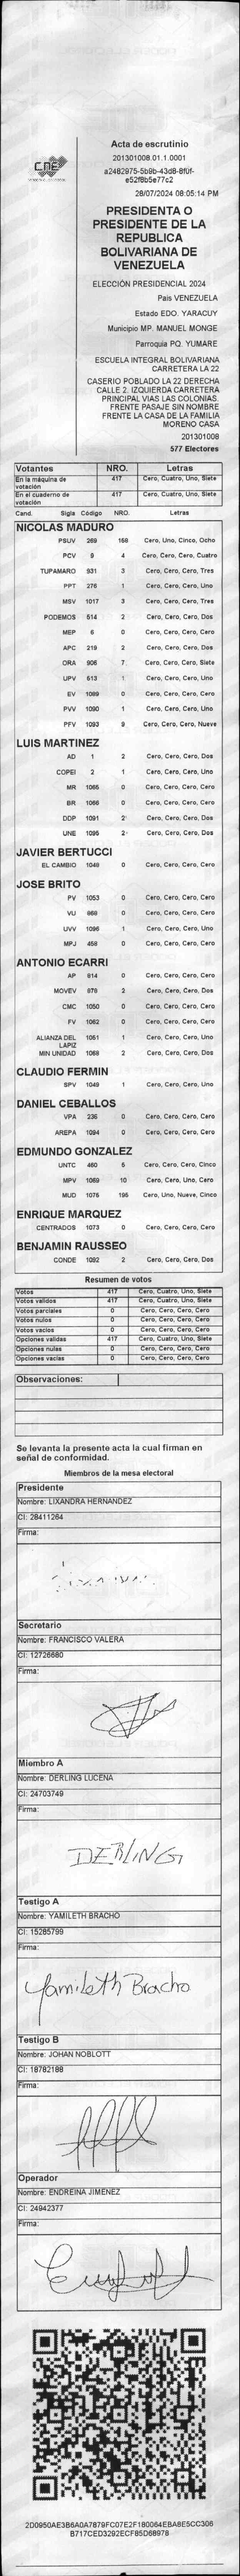 CNE
Acta de escrutinio
201301008.01.1.0001
a2482975-5b9b-43d8-8f0f-
e52f8b5e77c2
28/07/2024 08:05:14 PM
PRESIDENTA O
PRESIDENTE DE LA
REPUBLICA
BOLIVARIANA DE
VENEZUELA
ELECCIÓN PRESIDENCIAL 2024
Pais VENEZUELA
Estado EDO. YARACUY
Municipio MP. MANUEL MONGE
Parroquia PQ. YUMARE
ESCUELA INTEGRAL BOLIVARIANA
CARRETERA LA 22
CASERIO POBLADO LA 22 DERECHA
CALLE 2. IZQUIERDA CARRETERA
PRINCIPAL VIAS LAS COLONIAS.
FRENTE PASAJE SIN NOMBRE
FRENTE LA CASA DE LA FAMILIA
MORENO CASA
201301008
577 Electores
Votantes NRO. Letras
En la máquina de votación 417 Cero, Cuatro, Uno, Siete
En el cuaderno de votación 417 Cero, Cuatro, Uno, Siete
Cand. Sigla Código NRO. Letras
NICOLAS MADURO
PSUV 269 158 Cero, Uno, Cinco, Ocho
PCV 9 4 Cero, Cero, Cero, Cuatro
TUPAMARO 931 3 Cero, Cero, Cero, Tres
PPT 276 1 Cero, Cero, Cero, Uno
MSV 1017 3 Cero, Cero, Cero, Tres
PODEMOS 514 2 Cero, Cero, Cero, Dos
MEP 6 0 Cero, Cero, Cero, Cero
APC 219 2 Cero, Cero, Cero, Dos
ORA 906 7 Cero, Cero, Cero, Siete
UPV 613 1 Cero, Cero, Cero, Uno
EV 1089 0 Cero, Cero, Cero, Cero
PVV 1090 1 Cero, Cero, Cero, Uno
PFV 1093 9 Cero, Cero, Cero, Nueve
LUIS MARTINEZ
AD 1 2 Cero, Cero, Cero, Dos
COPEI 2 1 Cero, Cero, Cero, Uno
MR 1065 0 Cero, Cero, Cero, Cero
BR 1066 0 Cero, Cero, Cero, Cero
DDP 1091 2 Cero, Cero, Cero, Dos
UNE 1095 2 Cero, Cero, Cero, Dos
JAVIER BERTUCCI
EL CAMBIO 1048 0 Cero, Cero, Cero, Cero
JOSE BRITO
PV 1053 0 Cero, Cero, Cero, Cero
VU 868 0 Cero, Cero, Cero, Cero
UVV 1096 1 Cero, Cero, Cero, Uno
MPJ 458 0 Cero, Cero, Cero, Cero
ANTONIO ECARRI
AP 814 0 Cero, Cero, Cero, Cero
MOVEV 978 2 Cero, Cero, Cero, Dos
CMC 1050 0 Cero, Cero, Cero, Cero
FV 1062 0 Cero, Cero, Cero, Cero
ALIANZA DEL LAPIZ 1051 1 Cero, Cero, Cero, Uno
MIN UNIDAD 1068 2 Cero, Cero, Cero, Dos
CLAUDIO FERMIN
SPV 1049 1 Cero, Cero, Cero, Uno
DANIEL CEBALLOS
VPA 236 0 Cero, Cero, Cero, Cero
AREPA 1094 0 Cero, Cero, Cero, Cero
EDMUNDO GONZALEZ
UNTC 460 5 Cero, Cero, Cero, Cinco
MPV 1069 10 Cero, Cero, Uno, Cero
MUD 1075 195 Cero, Uno, Nueve, Cinco
ENRIQUE MARQUEZ
CENTRADOS 1073 0 Cero, Cero, Cero, Cero
BENJAMIN RAUSSEO
CONDE 1092 2 Cero, Cero, Cero, Dos
Resumen de votos
Votos 417 Cero, Cuatro, Uno, Siete
Votos validos 417 Cero, Cuatro, Uno, Siete
Votos parciales 0 Cero, Cero, Cero, Cero
Votos nulos 0 Cero, Cero, Cero, Cero
Votos vacios 0 Cero, Cero, Cero, Cero
Opciones validas 417 Cero, Cuatro, Uno, Siete
Opciones nulas 0 Cero, Cero, Cero, Cero
Opciones vacias 0 Cero, Cero, Cero, Cero
Observaciones:
Se levanta la presente acta la cual firman en
señal de conformidad.
Miembros de la mesa electoral
Presidente
Nombre: LIXANDRA HERNANDEZ
CI: 28411264
Firma:
Secretario
Nombre: FRANCISCO VALERA
CI: 12726680
Firma:
Miembro A
Nombre: DERLING LUCENA
CI: 24703749
Firma:
DERLING
Testigo A
Nombre: YAMILETH BRACHO
CI: 15285799
Firma:
Yamileth Bracho
Testigo B
Nombre: JOHAN NOBLOTT
CI: 18782188
Firma:
Operador
Nombre: ENDREINA JIMENEZ
CI: 24942377
Firma:
2D0950AE3B6A0A7879FC07E2F180064EBA8E5CC306
B717CED3292ECF85D68978